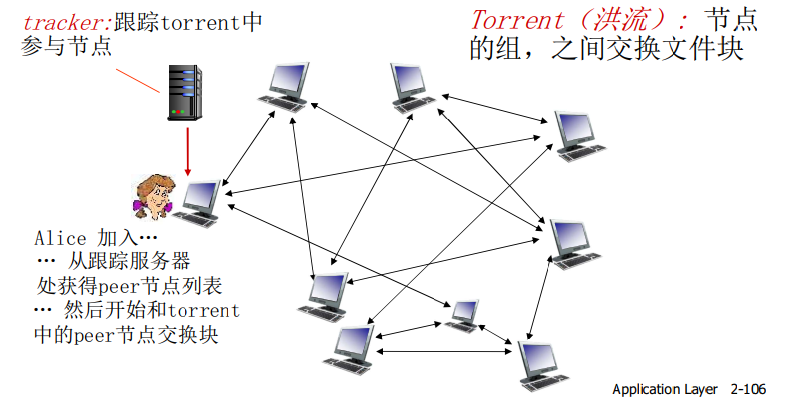 tracker:跟踪torrent中
参与节点
Torrent（洪流）: 节点
的组，之间交换文件块
Alice 加入…
… 从跟踪服务器
处获得peer节点列表
… 然后开始和torrent
中的peer节点交换块
Application Layer 2-106